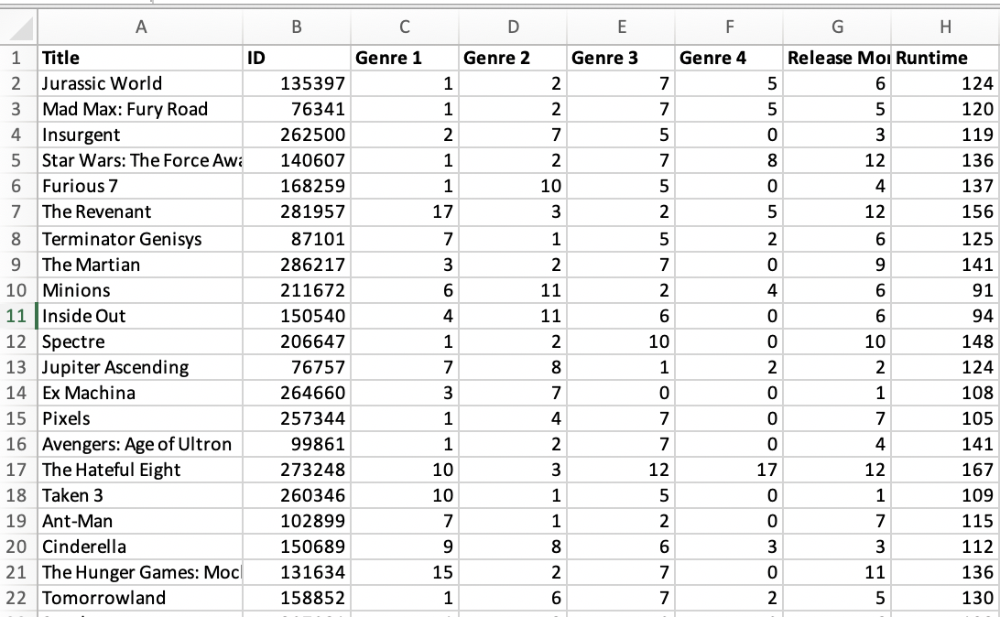 A B C D E F G H
1 Title ID Genre 1 Genre 2 Genre 3 Genre 4 Release Mo Runtime
2 Jurassic World 135397 1 2 7 5 6 124
3 Mad Max: Fury Road 76341 1 2 7 5 5 120
4 Insurgent 262500 2 7 5 0 3 119
5 Star Wars: The Force Awa 140607 1 2 7 8 12 136
6 Furious 7 168259 1 10 5 0 4 137
7 The Revenant 281957 17 3 2 5 12 156
8 Terminator Genisys 87101 7 1 5 2 6 125
9 The Martian 286217 3 2 7 0 9 141
10 Minions 211672 6 11 2 4 6 91
11 Inside Out 150540 4 11 6 0 6 94
12 Spectre 206647 1 2 10 0 10 148
13 Jupiter Ascending 76757 7 8 1 2 2 124
14 Ex Machina 264660 3 7 0 0 1 108
15 Pixels 257344 1 4 7 0 7 105
16 Avengers: Age of Ultron 99861 1 2 7 0 4 141
17 The Hateful Eight 273248 10 3 12 17 12 167
18 Taken 3 260346 10 1 5 0 1 109
19 Ant-Man 102899 7 1 2 0 7 115
20 Cinderella 150689 9 8 6 3 3 112
21 The Hunger Games: Moc 131634 15 2 7 0 11 136
22 Tomorrowland 158852 1 6 7 2 5 130